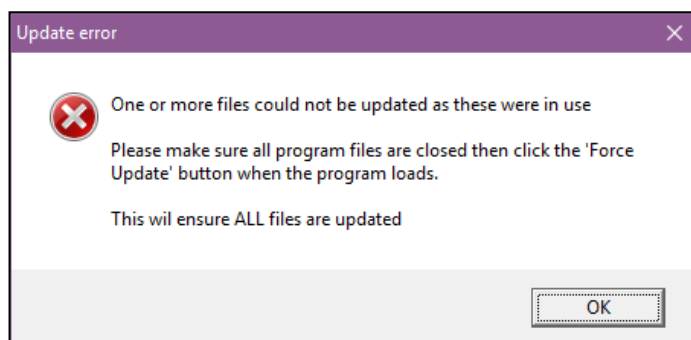 Update error
One or more files could not be updated as these were in use
Please make sure all program files are closed then click the 'Force
Update' button when the program loads.
This wil ensure ALL files are updated
OK